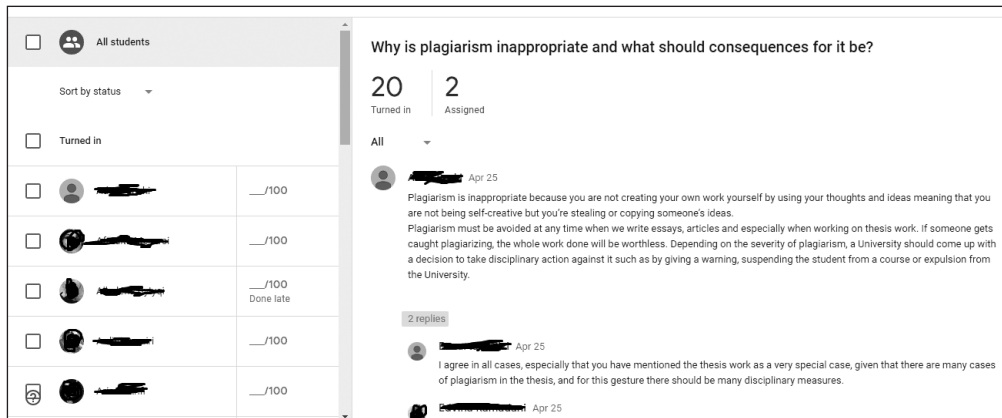 All students
Sort by status
Turned in
__/100
__/100
__/100
Done late
__/100
__/100
Why is plagiarism inappropriate and what should consequences for it be?
20
Turned in
2
Assigned
All
Apr 25
Plagiarism is inappropriate because you are not creating your own work yourself by using your thoughts and ideas meaning that you
are not being self-creative but you're stealing or copying someone's ideas.
Plagiarism must be avoided at any time when we write essays, articles and especially when working on thesis work. If someone gets
caught plagiarizing, the whole work done will be worthless. Depending on the severity of plagiarism, a University should come up with
a decision to take disciplinary action against it such as by giving a warning, suspending the student from a course or expulsion from
the University.
2 replies
Apr 25
I agree in all cases, especially that you have mentioned the thesis work as a very special case, given that there are many cases
of plagiarism in the thesis, and for this gesture there should be many disciplinary measures.
Apr 25